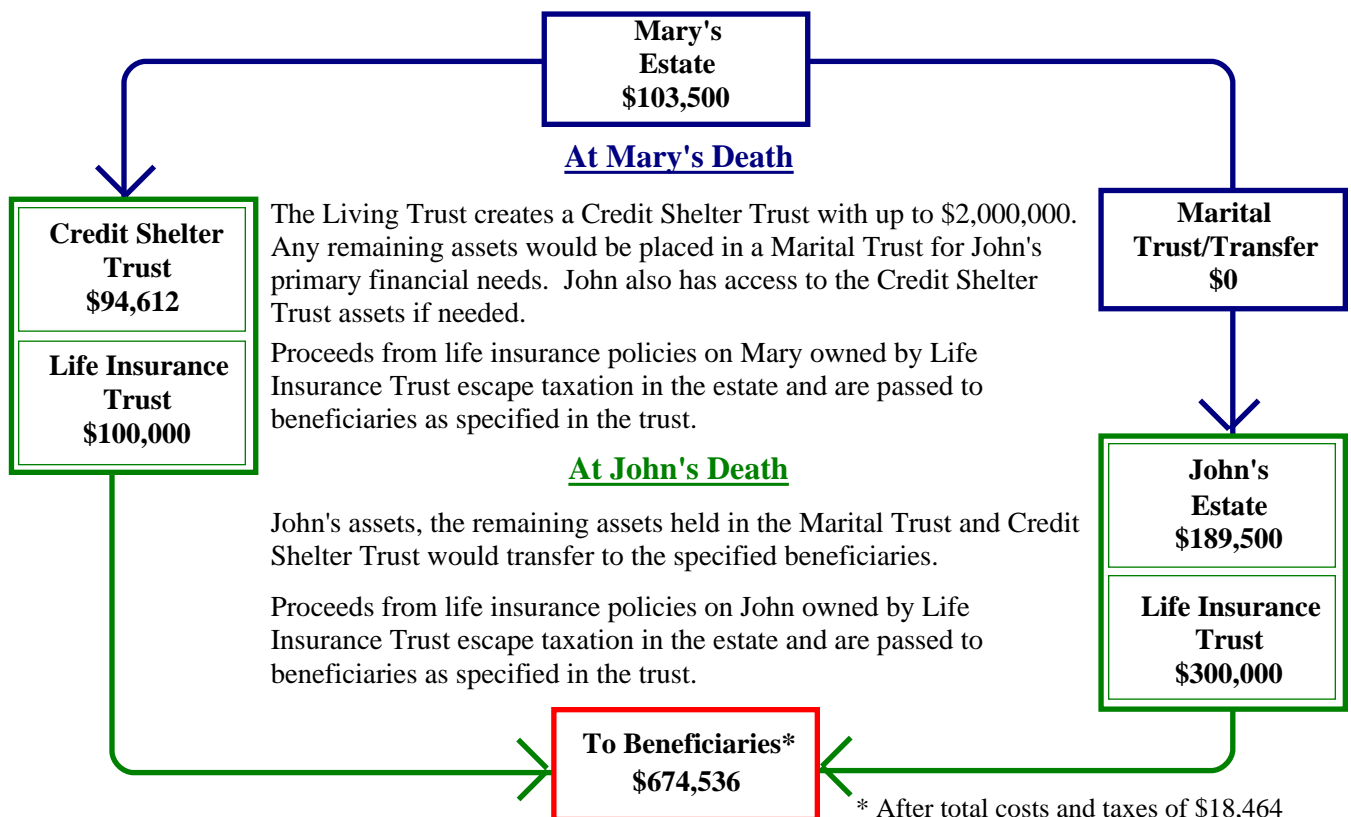 Mary's
Estate
$103,500
At Mary's Death
Credit Shelter
Trust
$94,612
Life Insurance
Trust
$100,000
The Living Trust creates a Credit Shelter Trust with up to $2,000,000.
Any remaining assets would be placed in a Marital Trust for John's
primary financial needs.  John also has access to the Credit Shelter
Trust assets if needed.
Proceeds from life insurance policies on Mary owned by Life
Insurance Trust escape taxation in the estate and are passed to
beneficiaries as specified in the trust.
Marital
Trust/Transfer
$0
At John's Death
John's assets, the remaining assets held in the Marital Trust and Credit
Shelter Trust would transfer to the specified beneficiaries.
Proceeds from life insurance policies on John owned by Life
Insurance Trust escape taxation in the estate and are passed to
beneficiaries as specified in the trust.
John's
Estate
$189,500
Life Insurance
Trust
$300,000
To Beneficiaries*
$674,536
* After total costs and taxes of $18,464